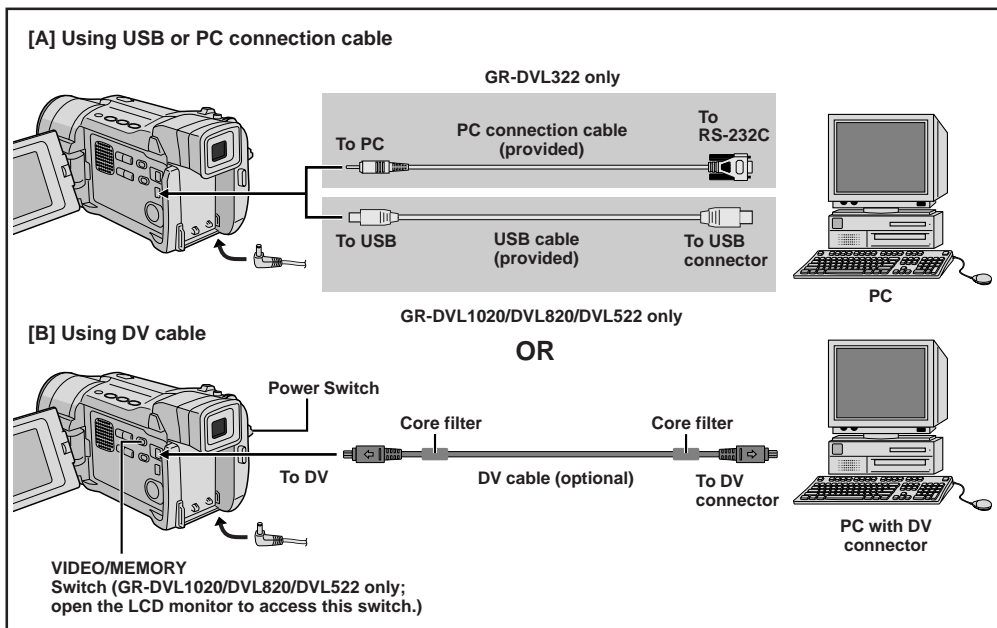 [A] Using USB or PC connection cable
GR-DVL322 only
To PC
PC connection cable
(provided)
To
RS-232C
To USB
USB cable
(provided)
To USB
connector
PC
GR-DVL1020/DVL820/DVL522 only
[B] Using DV cable
OR
Power Switch
Core filter
Core filter
To DV
DV cable (optional)
To DV
connector
PC with DV
connector
VIDEO/MEMORY
Switch (GR-DVL1020/DVL820/DVL522 only;
open the LCD monitor to access this switch.)